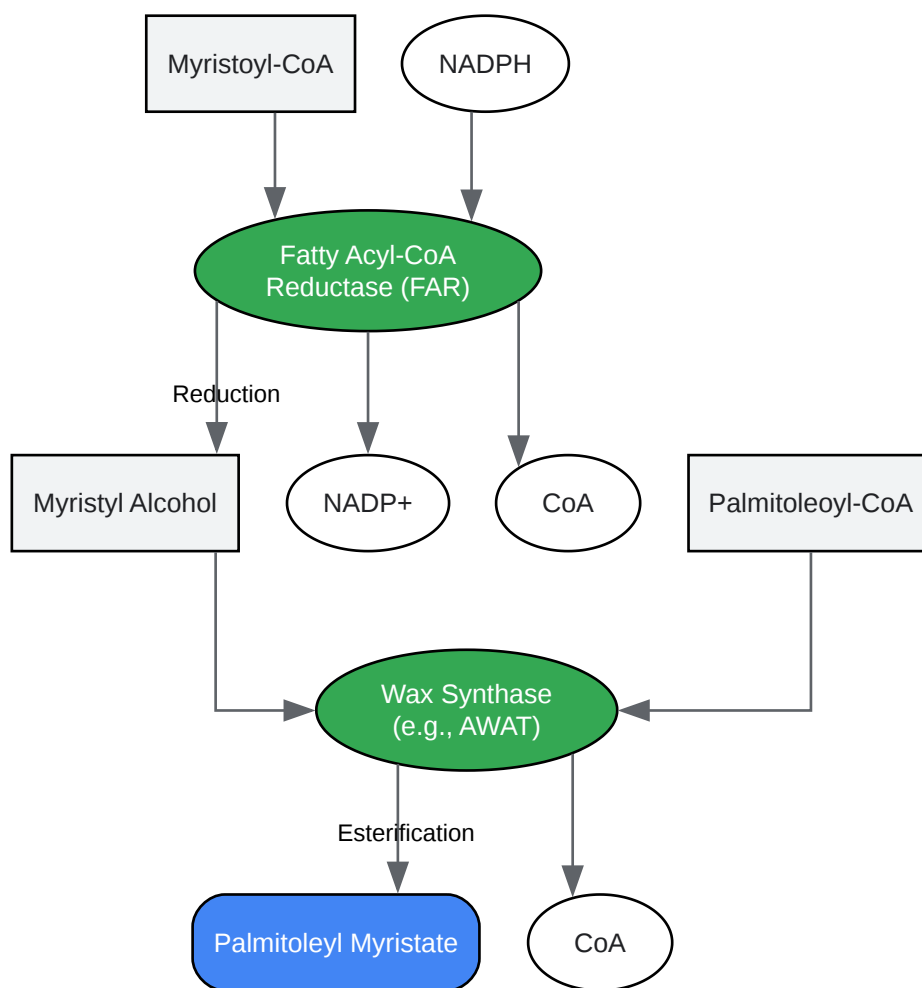 Myristoyl-CoA
NADPH
Fatty Acyl-CoA
Reductase (FAR)
Reduction
Myristyl Alcohol
NADP+
CoA
Palmitoleoyl-CoA
Wax Synthase
(e.g., AWAT)
Esterification
Palmitoleyl Myristate
CoA